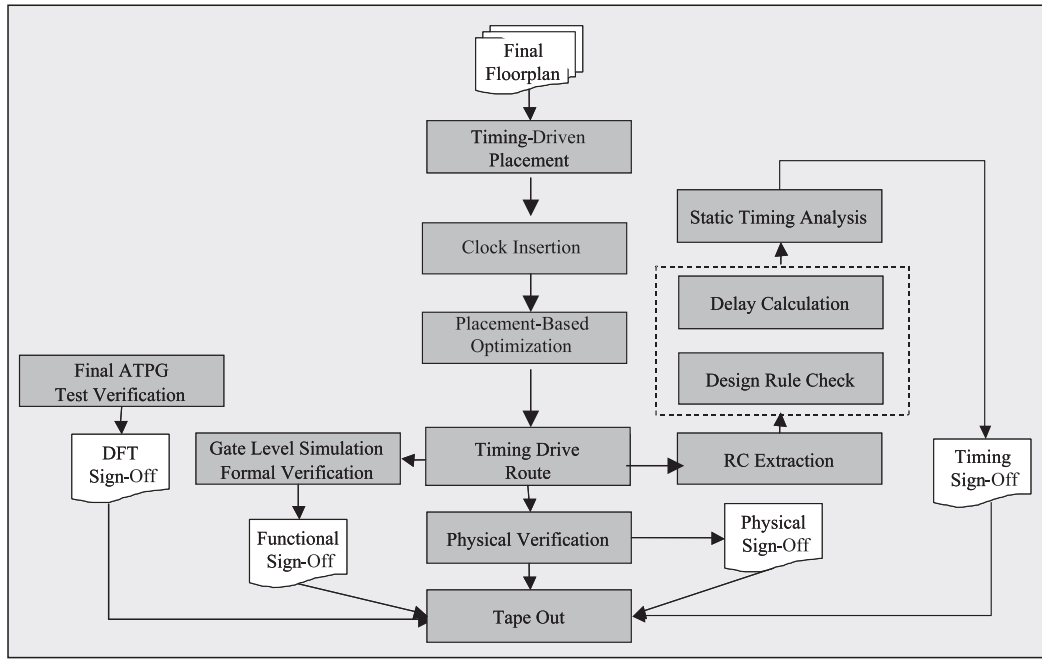 Final
Floorplan
Timing-Driven
Placement
Static Timing Analysis
Clock Insertion
Delay Calculation
Placement-Based
Optimization
Final ATPG
Test Verification
Design Rule Check
DFT
Sign-Off
Gate Level Simulation
Formal Verification
Timing Drive
Route
RC Extraction
Timing
Sign-Off
Functional
Sign-Off
Physical Verification
Physical
Sign-Off
Tape Out